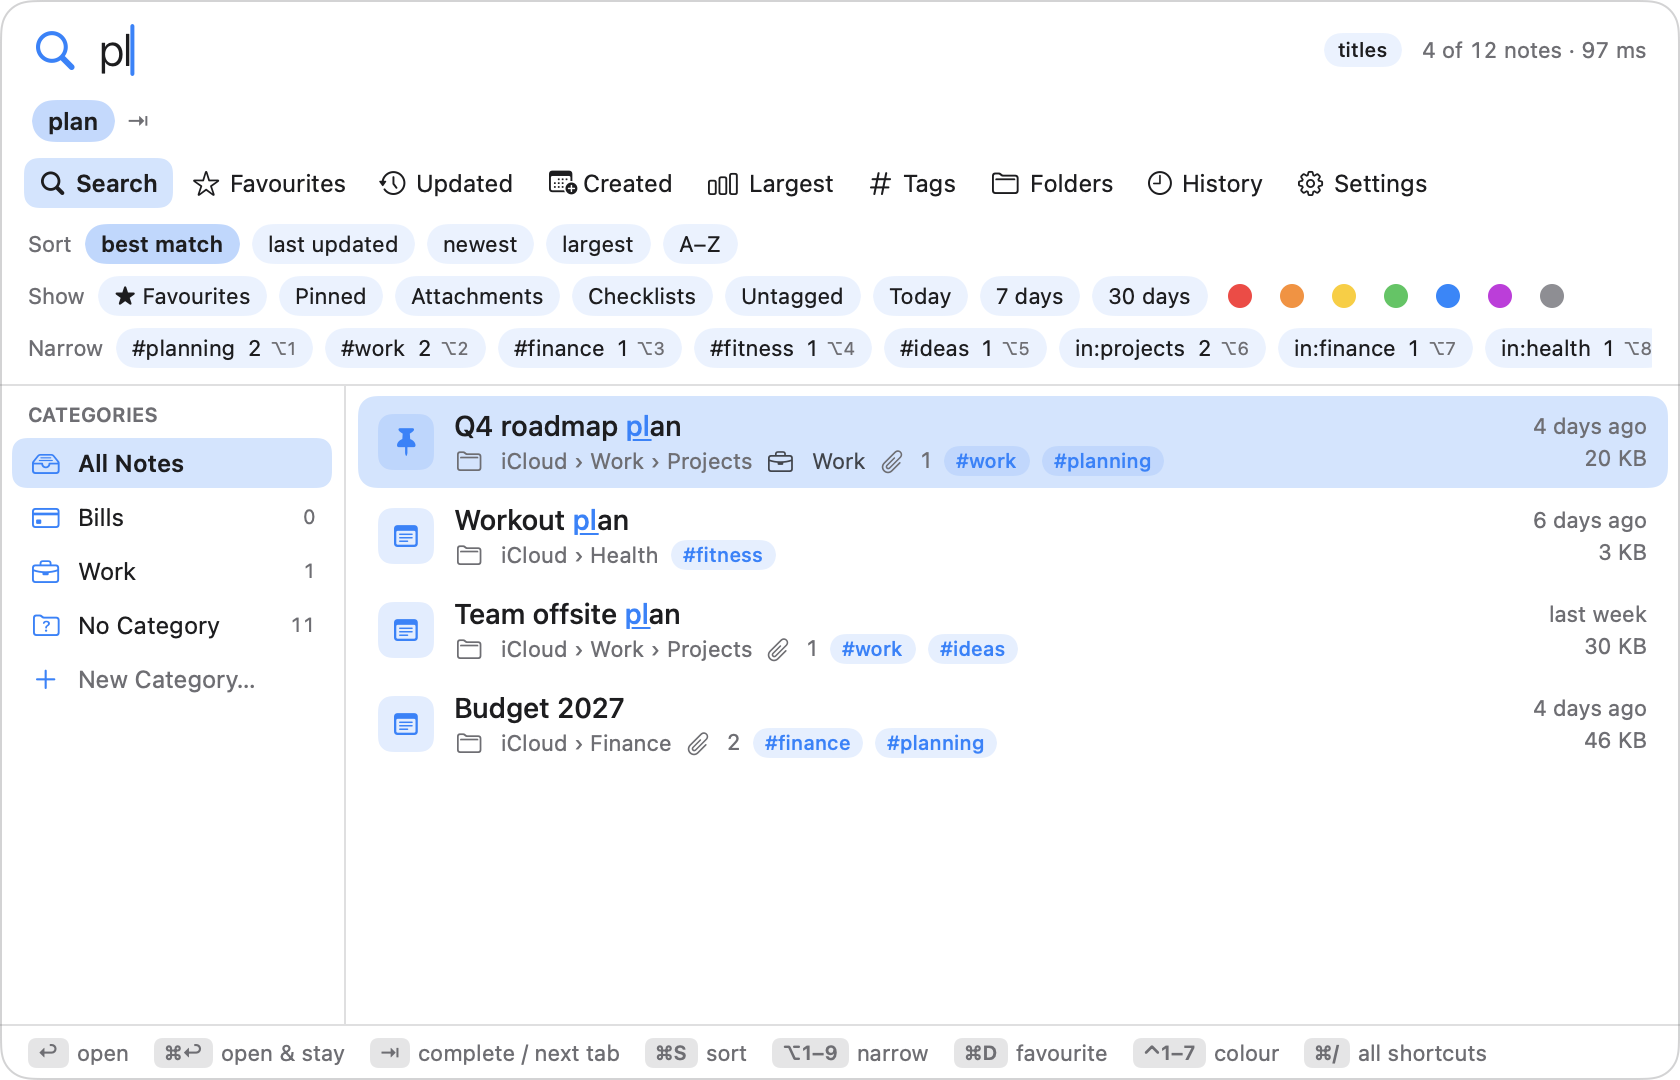 pl
titles 4 of 12 notes · 97 ms
plan ⇥
Search Favourites Updated Created Largest Tags Folders History Settings
Sort best match last updated newest largest A–Z
Show ★ Favourites Pinned Attachments Checklists Untagged Today 7 days 30 days
Narrow #planning 2 ⌥1 #work 2 ⌥2 #finance 1 ⌥3 #fitness 1 ⌥4 #ideas 1 ⌥5 in:projects 2 ⌥6 in:finance 1 ⌥7 in:health 1 ⌥8
CATEGORIES
All Notes
Bills 0
Work 1
No Category 11
New Category...
Q4 roadmap plan 4 days ago
iCloud › Work › Projects Work 1 #work #planning 20 KB
Workout plan 6 days ago
iCloud › Health #fitness 3 KB
Team offsite plan last week
iCloud › Work › Projects 1 #work #ideas 30 KB
Budget 2027 4 days ago
iCloud › Finance 2 #finance #planning 46 KB
↩ open ⌘↩ open & stay ⇥ complete / next tab ⌘S sort ⌥1–9 narrow ⌘D favourite ^1–7 colour ⌘/ all shortcuts